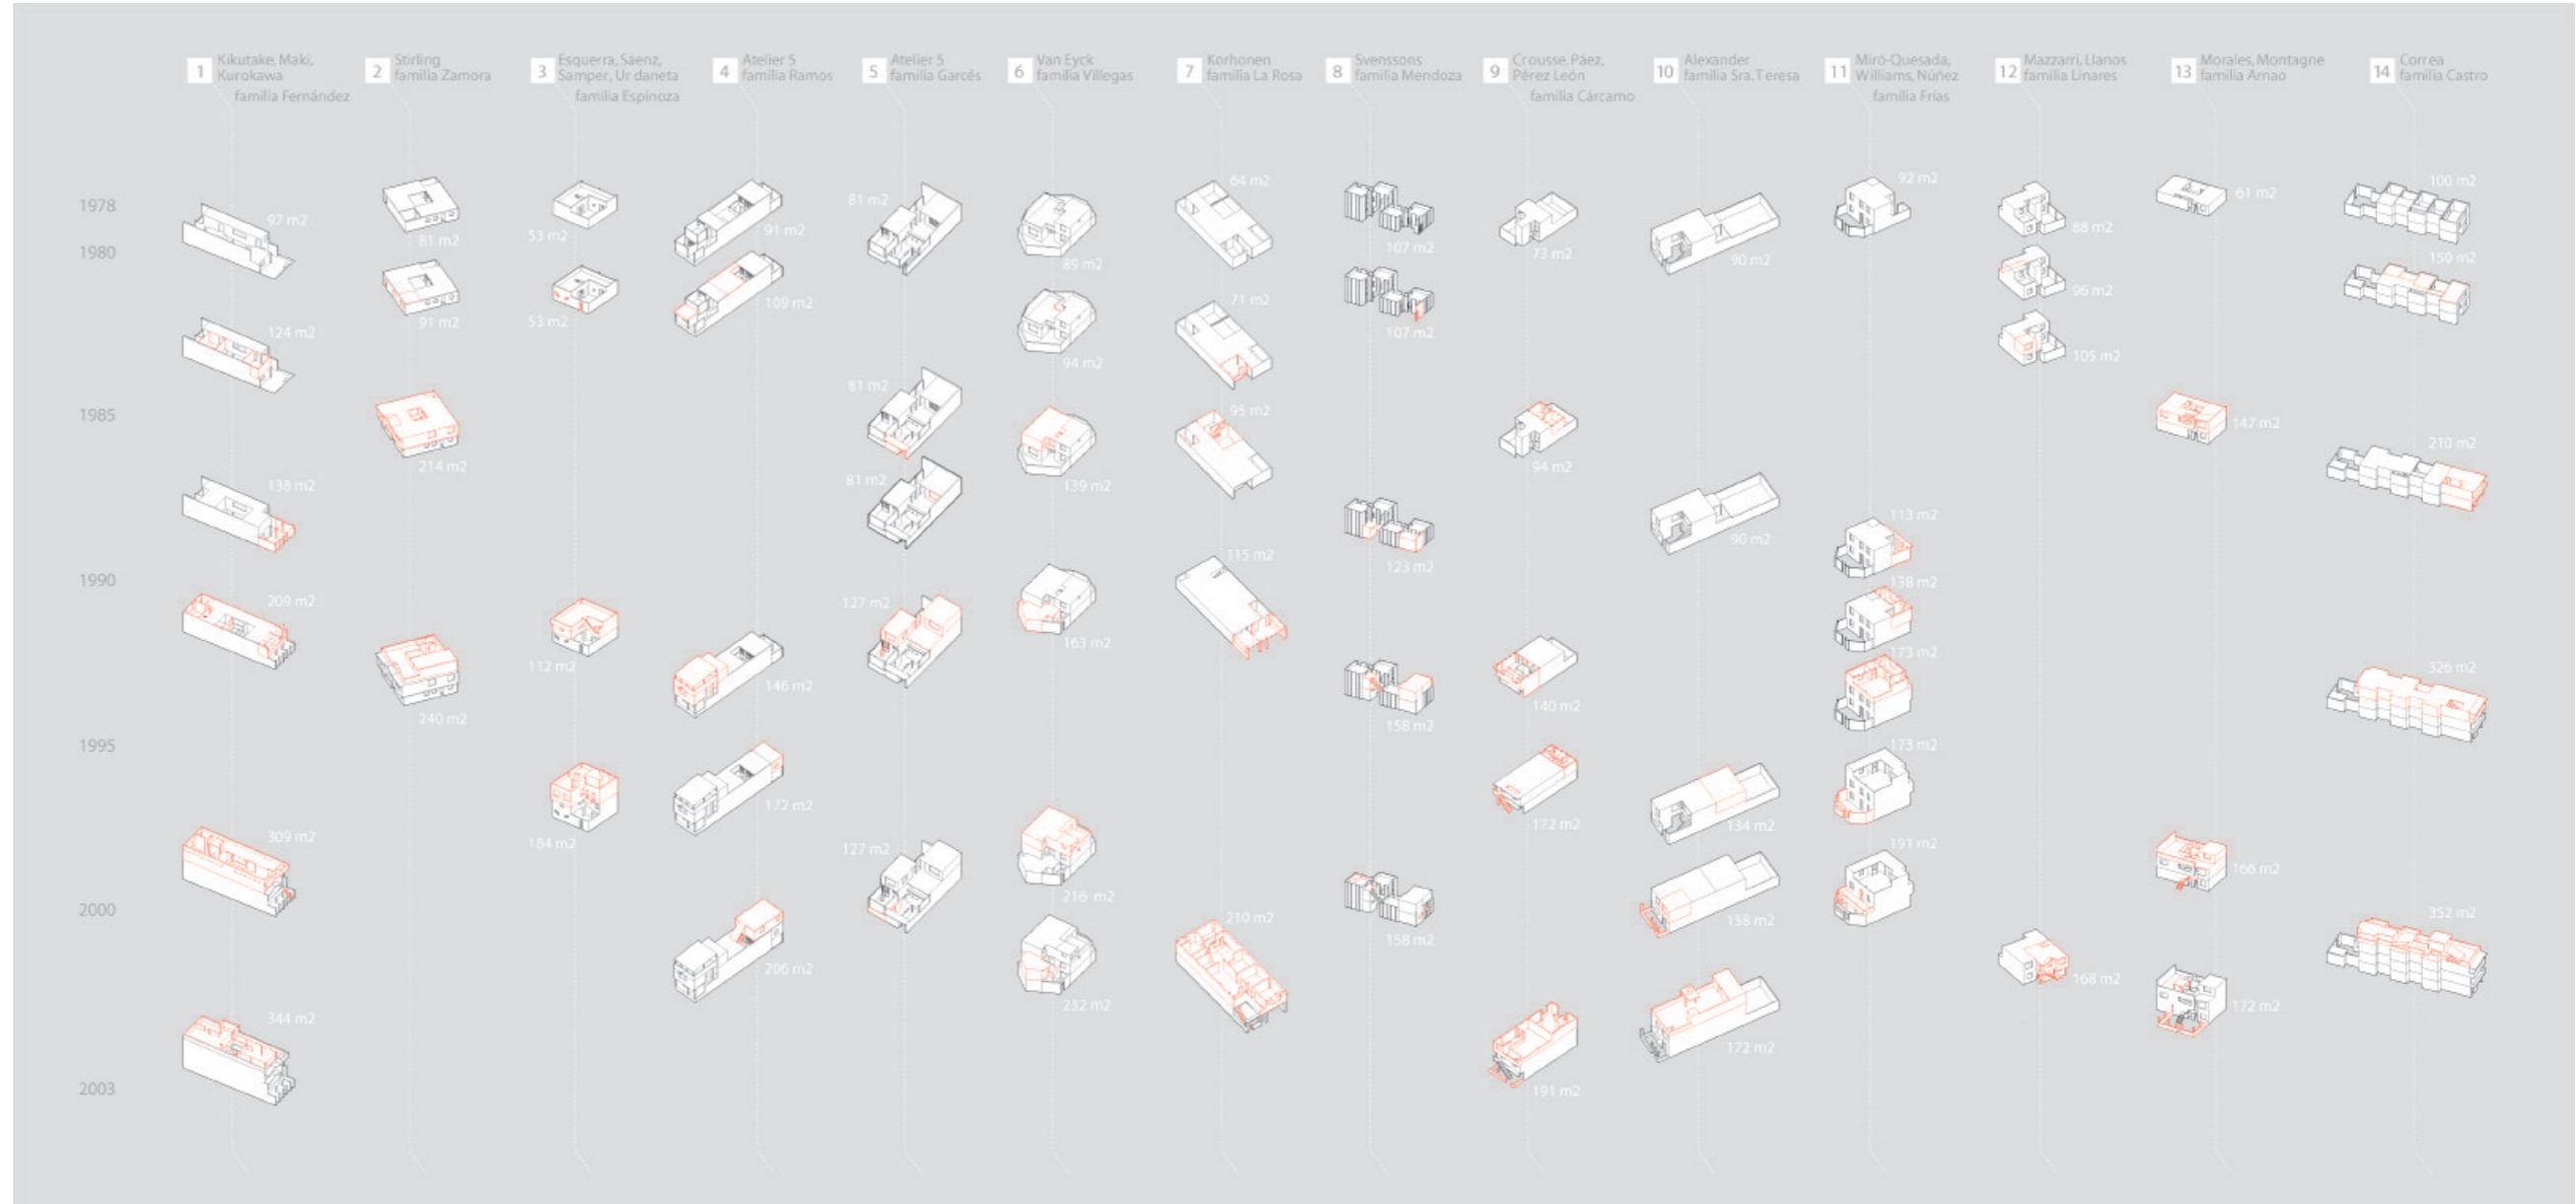 1 Kikutake, Maki,
Kurokawa
familia Fernández
2 Stirling
familia Zamora
3 Esguerra, Sáenz,
Samper, Urdaneta
familia Espinoza
4 Atelier 5
familia Ramos
5 Atelier 5
familia Garcés
6 Van Eyck
familia Villegas
7 Korhonen
familia La Rosa
8 Svenssons
familia Mendoza
9 Crousse, Páez,
Pérez León
familia Cárcamo
10 Alexander
familia Sra. Teresa
11 Miró-Quesada,
Williams, Núñez
familia Frías
12 Mazzarri, Llanos
familia Linares
13 Morales, Montagne
familia Arnao
14 Correa
familia Castro
1978
1980
1985
1990
1995
2000
2003
97 m2
124 m2
138 m2
209 m2
309 m2
344 m2
81 m2
91 m2
214 m2
240 m2
53 m2
53 m2
112 m2
184 m2
91 m2
109 m2
146 m2
172 m2
206 m2
81 m2
81 m2
81 m2
127 m2
127 m2
89 m2
94 m2
139 m2
163 m2
216 m2
232 m2
64 m2
71 m2
95 m2
115 m2
210 m2
107 m2
107 m2
123 m2
158 m2
158 m2
73 m2
94 m2
140 m2
172 m2
191 m2
90 m2
90 m2
134 m2
158 m2
172 m2
92 m2
113 m2
138 m2
173 m2
173 m2
191 m2
88 m2
96 m2
105 m2
168 m2
61 m2
147 m2
166 m2
172 m2
100 m2
150 m2
210 m2
326 m2
352 m2